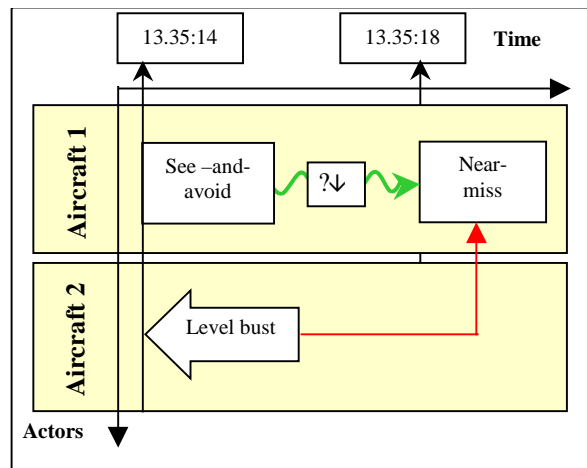 13.35:14
13.35:18
Time
Aircraft 1
See –and-
avoid
?↓
Near-
miss
Aircraft 2
Level bust
Actors